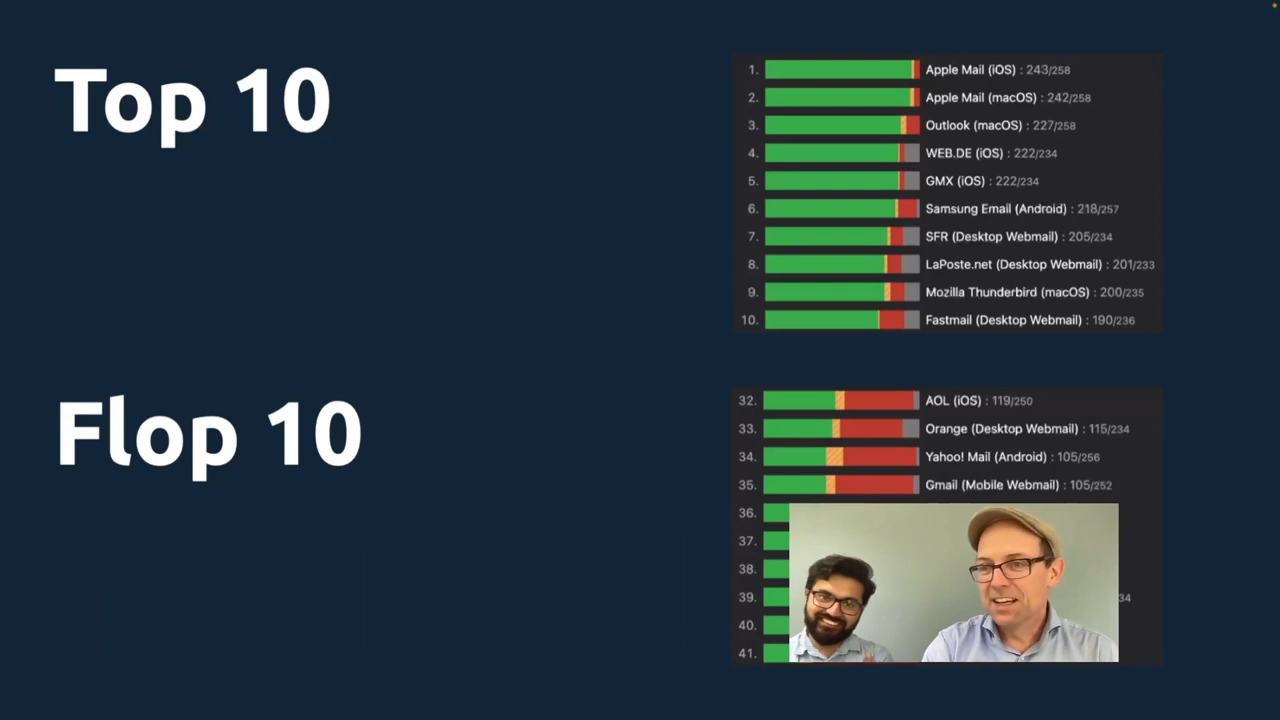 Top 10
1. Apple Mail (iOS) : 243/258
2. Apple Mail (macOS) : 242/258
3. Outlook (macOS) : 227/258
4. WEB.DE (iOS) : 222/234
5. GMX (iOS) : 222/234
6. Samsung Email (Android) : 218/257
7. SFR (Desktop Webmail) : 205/234
8. LaPoste.net (Desktop Webmail) : 201/233
9. Mozilla Thunderbird (macOS) : 200/235
10. Fastmail (Desktop Webmail) : 190/236
Flop 10
32. AOL (iOS) : 119/250
33. Orange (Desktop Webmail) : 115/234
34. Yahoo! Mail (Android) : 105/256
35. Gmail (Mobile Webmail) : 105/252
36.
37.
38.
39. 34
40.
41.